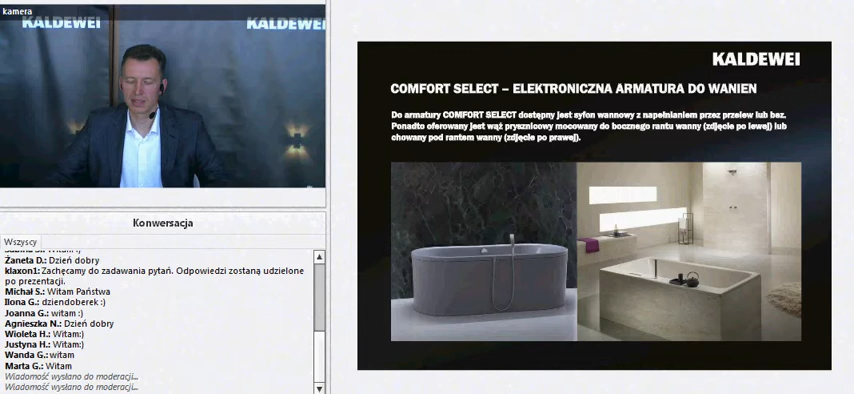 kamera
KALDEWEI
KALDEWEI
Konwersacja
Wszyscy
Żaneta D.: Dzień dobry
klaxon1: Zachęcamy do zadawania pytań. Odpowiedzi zostaną udzielone
po prezentacji.
Michał S.: Witam Państwa
Ilona G.: dziendoberek :)
Joanna G.: witam :)
Agnieszka N.: Dzień dobry
Wioleta H.: Witam:)
Justyna H.: Witam:)
Wanda G.: witam
Marta G.: Witam
Wiadomość wysłano do moderacji...
Wiadomość wysłano do moderacji...
KALDEWEI
COMFORT SELECT – ELEKTRONICZNA ARMATURA DO WANIEN
Do armatury COMFORT SELECT dostępny jest syfon wannowy z napełnianiem przez przelew lub bez.
Ponadto oferowany jest wąż prysznicowy mocowany do bocznego rantu wanny (zdjęcie po lewej) lub
chowany pod rantem wanny (zdjęcie po prawej).